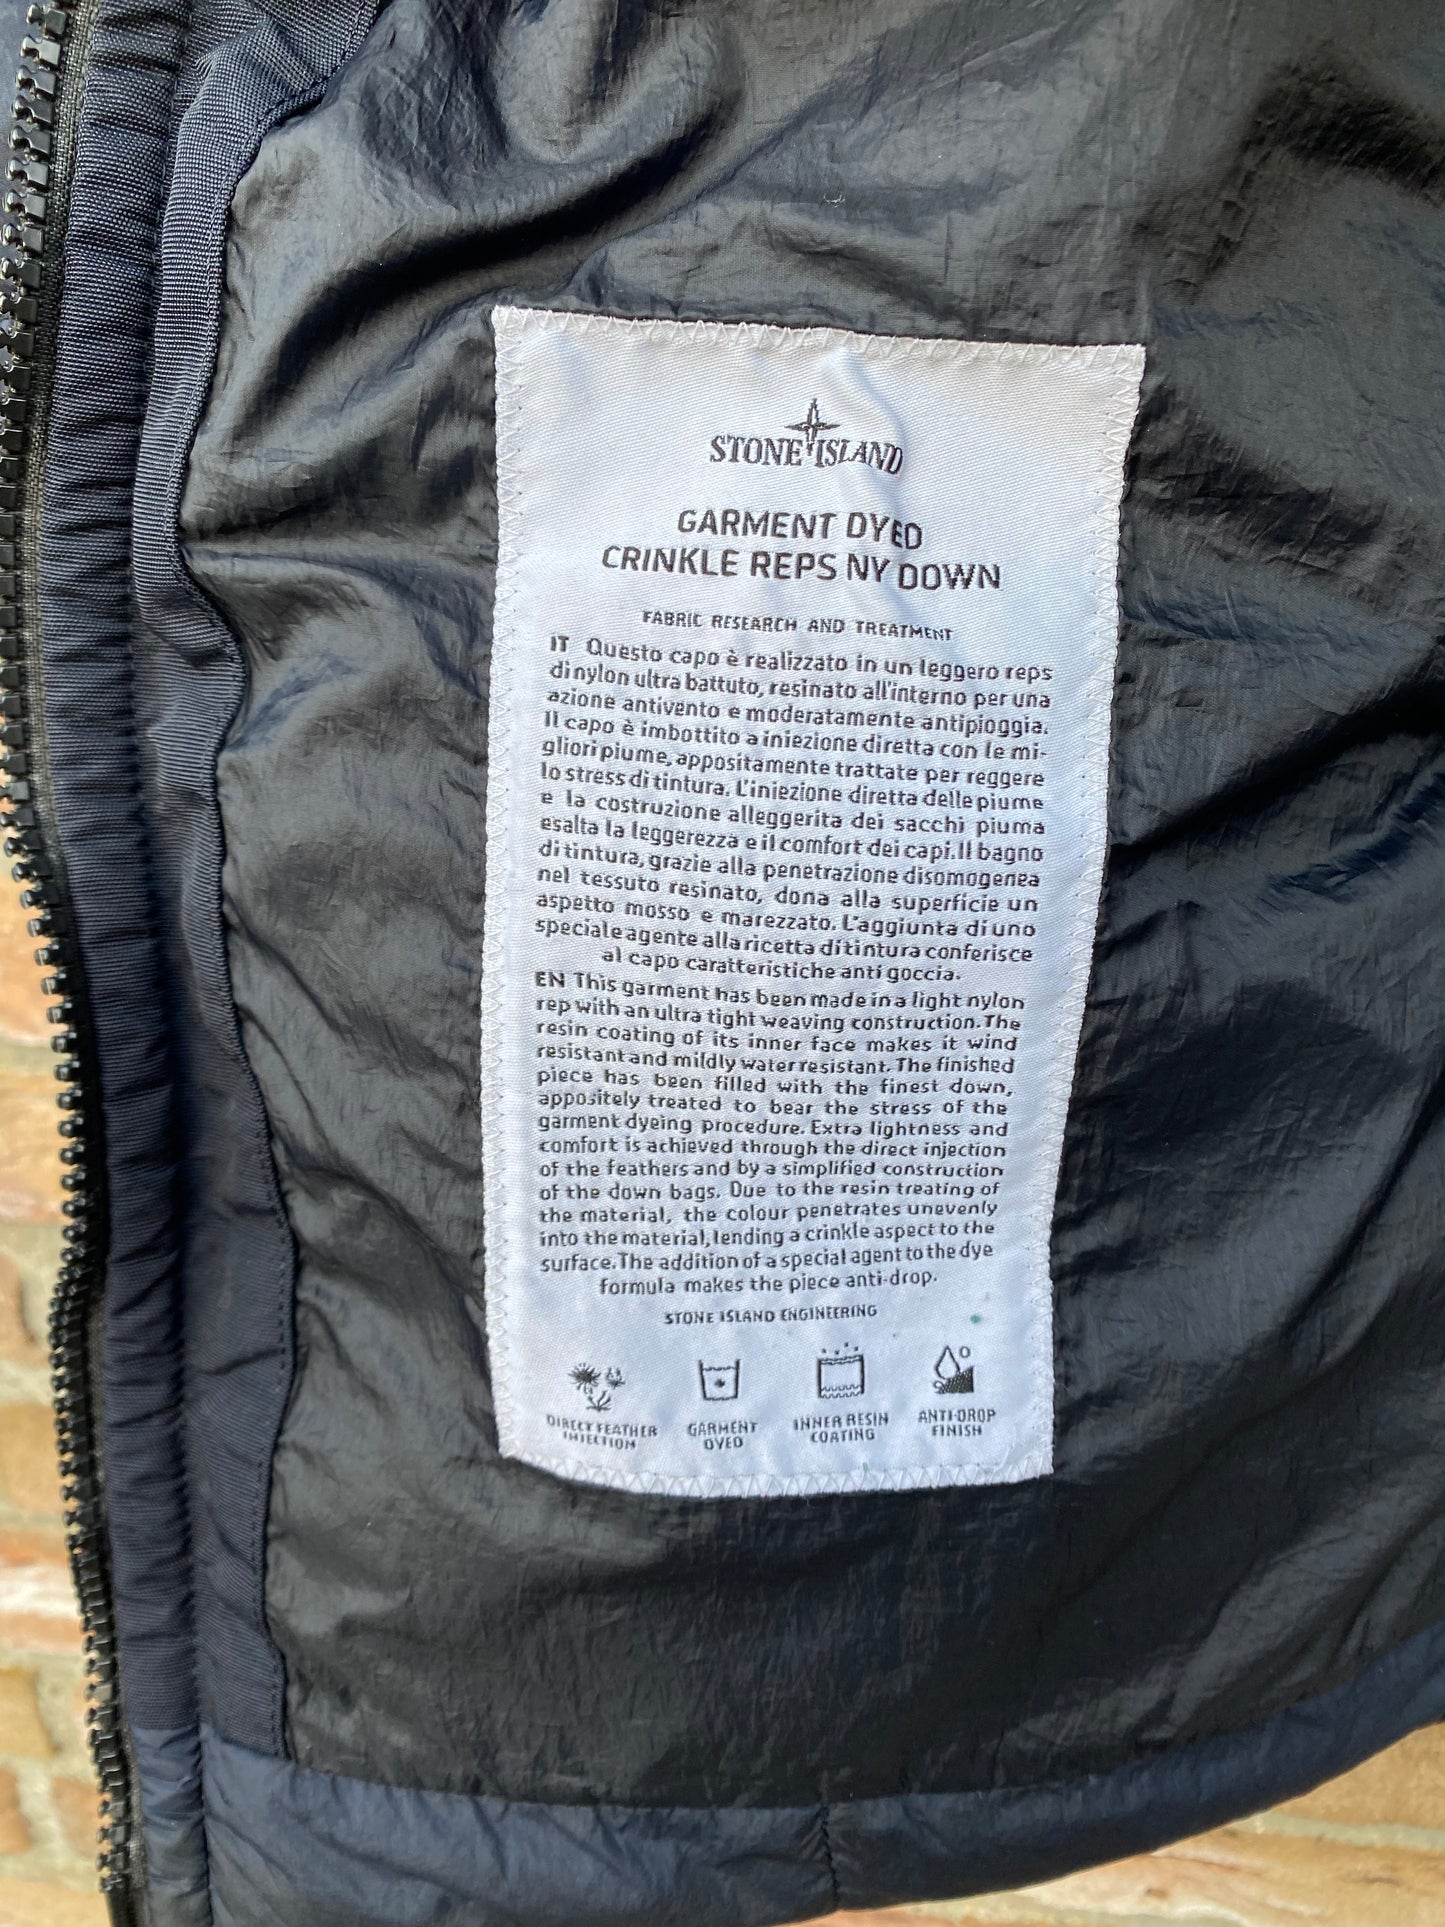 STONE ISLAND
GARMENT DYED
CRINKLE REPS NY DOWN
FABRIC RESEARCH AND TREATMENT
IT Questo capo è realizzato in un leggero reps
di nylon ultra battuto, resinato all'interno per una
azione antivento e moderatamente antipioggia.
Il capo è imbottito a iniezione diretta con le mi-
gliori piume, appositamente trattate per reggere
lo stress di tintura. L'iniezione diretta delle piume
e la costruzione alleggerita dei sacchi piuma
esalta la leggerezza e il comfort dei capi. Il bagno
di tintura, grazie alla penetrazione disomogenea
nel tessuto resinato, dona alla superficie un
aspetto mosso e marezzato. L'aggiunta di uno
speciale agente alla ricetta di tintura conferisce
al capo caratteristiche anti goccia.
EN This garment has been made in a light nylon
rep with an ultra tight weaving construction. The
resin coating of its inner face makes it wind
resistant and mildly water resistant. The finished
piece has been filled with the finest down,
appositely treated to bear the stress of the
garment dyeing procedure. Extra lightness and
comfort is achieved through the direct injection
of the feathers and by a simplified construction
of the down bags. Due to the resin treating of
the material, the colour penetrates unevenly
into the material, lending a crinkle aspect to the
surface. The addition of a special agent to the dye
formula makes the piece anti-drop.
STONE ISLAND ENGINEERING
DIRECT FEATHER
INJECTION
GARMENT
DYED
INNER RESIN
COATING
ANTI-DROP
FINISH